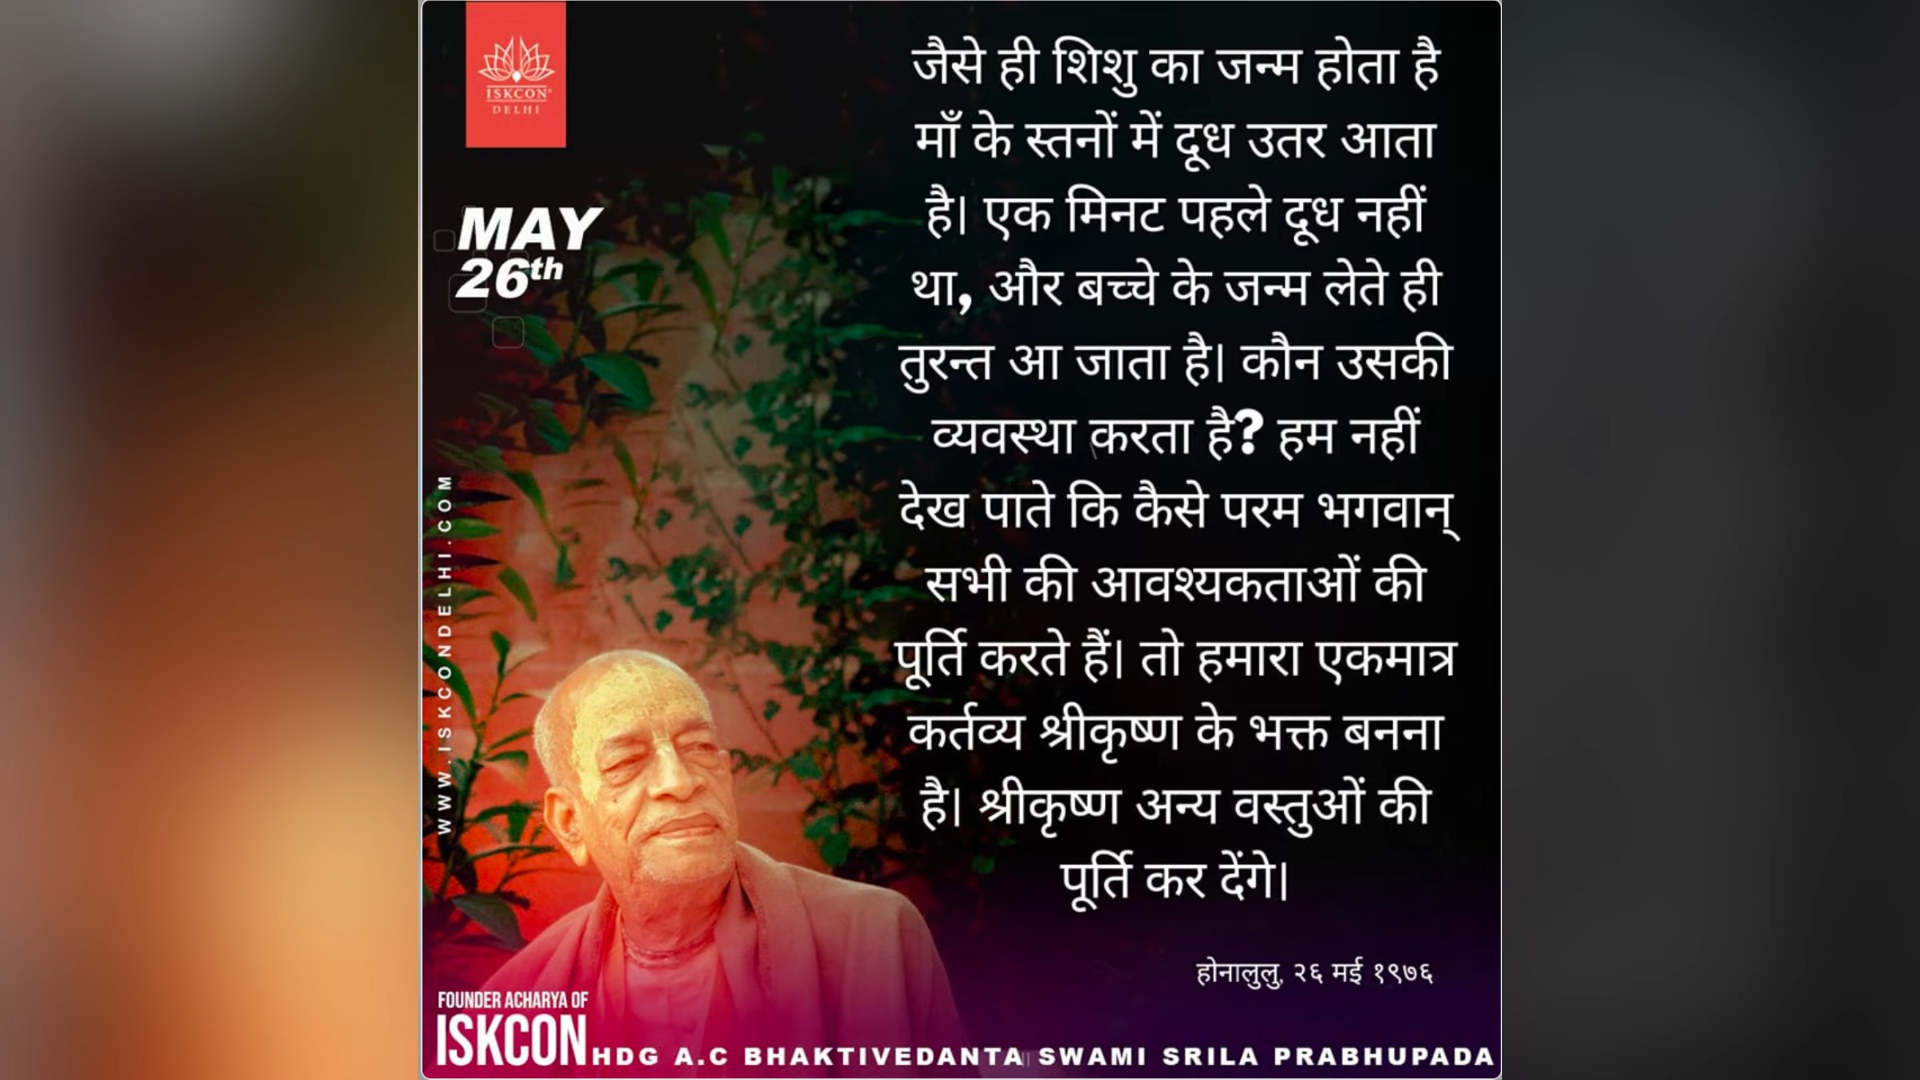 ISKCON®
DELHI
MAY
26th
WWW.ISKCONDELHI.COM
जैसे ही शिशु का जन्म होता है
माँ के स्तनों में दूध उतर आता
है। एक मिनट पहले दूध नहीं
था, और बच्चे के जन्म लेते ही
तुरन्त आ जाता है। कौन उसकी
व्यवस्था करता है? हम नहीं
देख पाते कि कैसे परम भगवान्
सभी की आवश्यकताओं की
पूर्ति करते हैं। तो हमारा एकमात्र
कर्तव्य श्रीकृष्ण के भक्त बनना
है। श्रीकृष्ण अन्य वस्तुओं की
पूर्ति कर देंगे।
होनालुलु, २६ मई १९७६
FOUNDER ACHARYA OF
ISKCON HDG A.C BHAKTIVEDANTA SWAMI SRILA PRABHUPADA